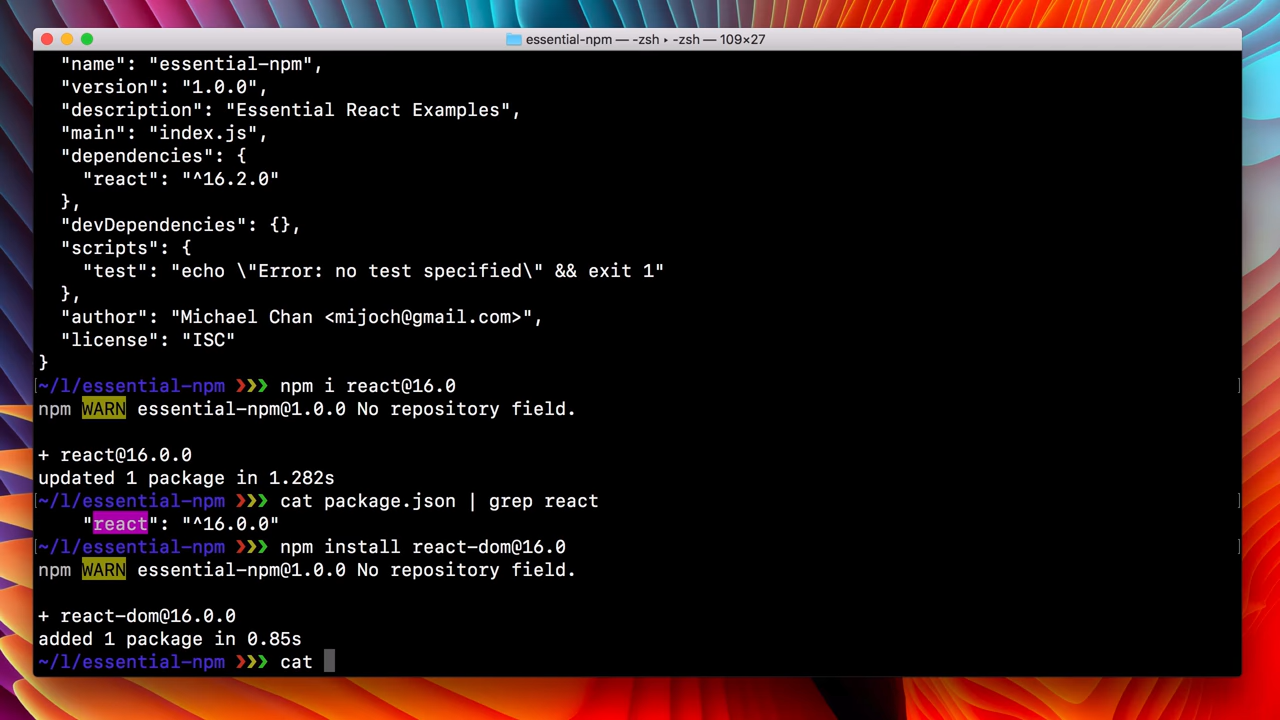 essential-npm — -zsh ▸ -zsh — 109×27
"name": "essential-npm",
"version": "1.0.0",
"description": "Essential React Examples",
"main": "index.js",
"dependencies": {
"react": "^16.2.0"
},
"devDependencies": {},
"scripts": {
"test": "echo \"Error: no test specified\" && exit 1"
},
"author": "Michael Chan <mijoch@gmail.com>",
"license": "ISC"
}
[~/l/essential-npm ❯❯❯ npm i react@16.0 ]
npm WARN essential-npm@1.0.0 No repository field.
+ react@16.0.0
updated 1 package in 1.282s
[~/l/essential-npm ❯❯❯ cat package.json | grep react ]
"react": "^16.0.0"
[~/l/essential-npm ❯❯❯ npm install react-dom@16.0 ]
npm WARN essential-npm@1.0.0 No repository field.
+ react-dom@16.0.0
added 1 package in 0.85s
~/l/essential-npm ❯❯❯ cat